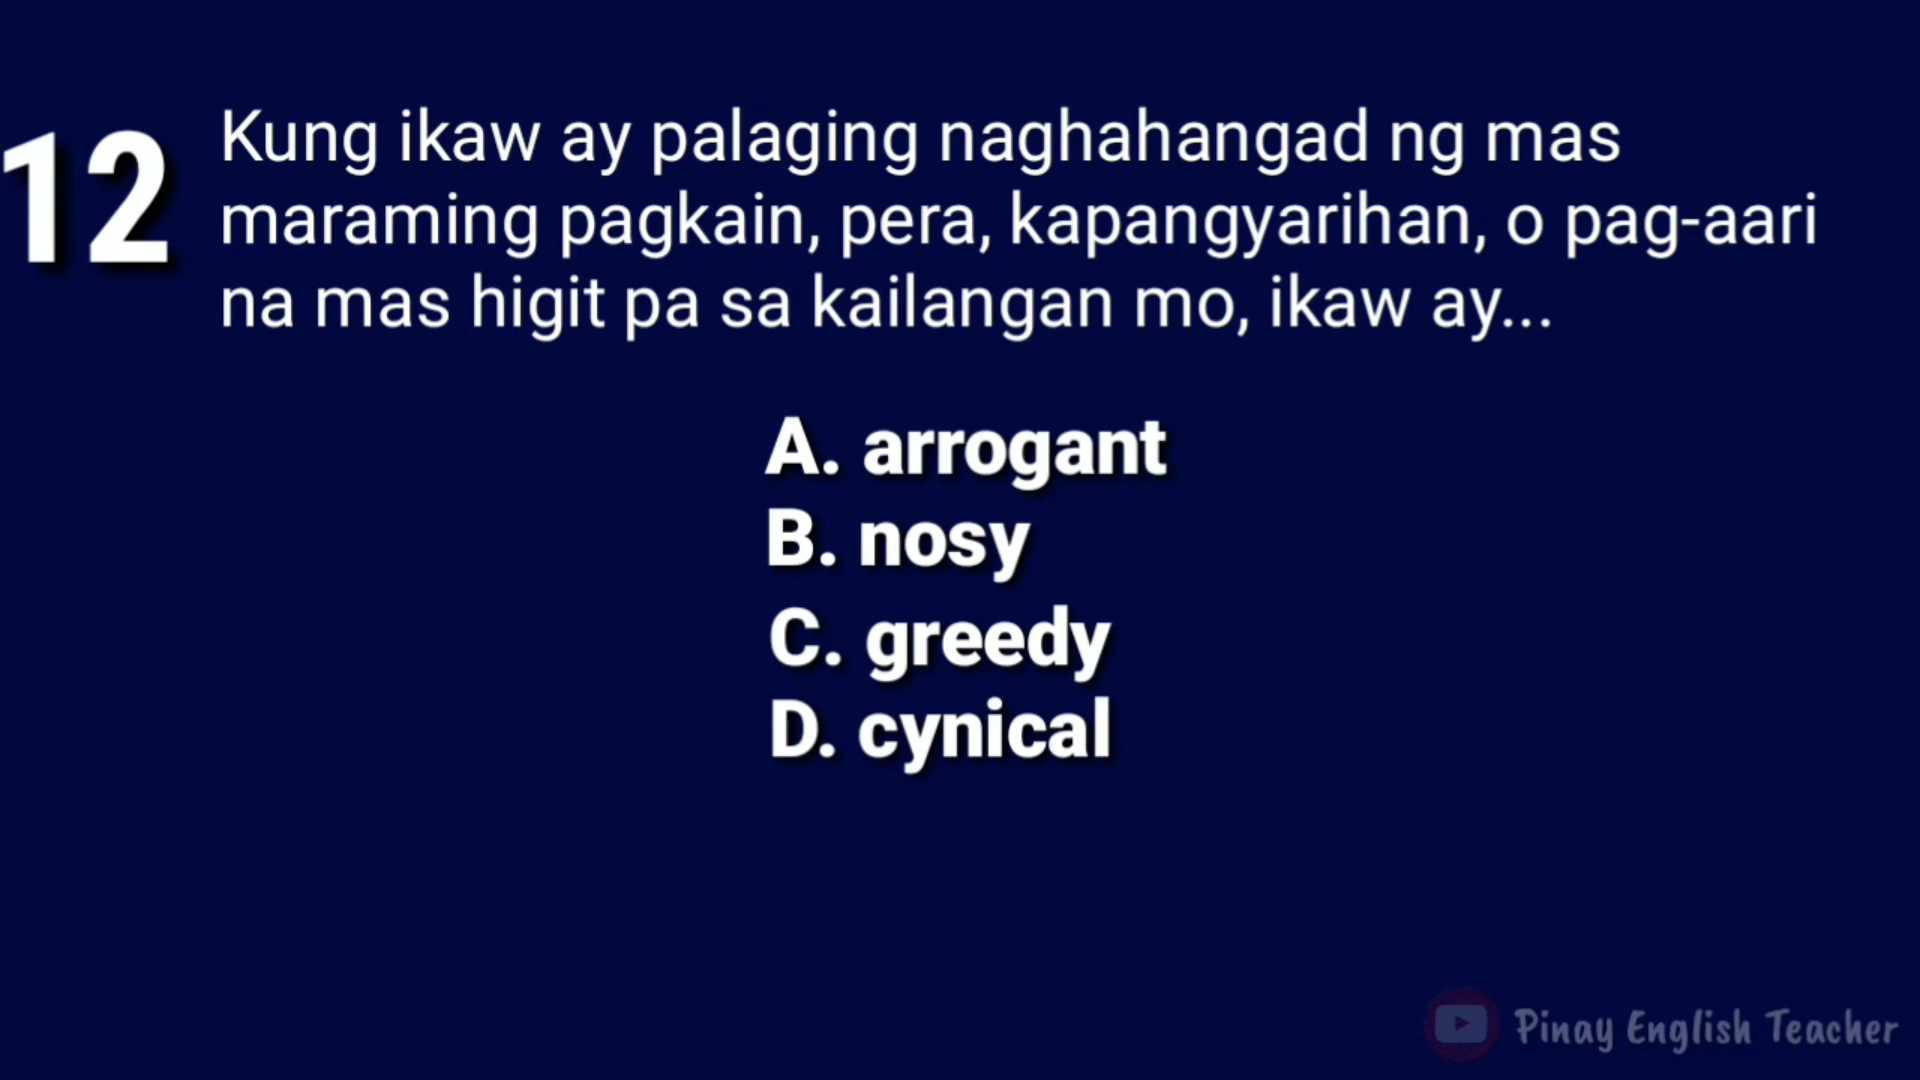 12
Kung ikaw ay palaging naghahangad ng mas
maraming pagkain, pera, kapangyarihan, o pag-aari
na mas higit pa sa kailangan mo, ikaw ay...
A. arrogant
B. nosy
C. greedy
D. cynical
Pinay English Teacher